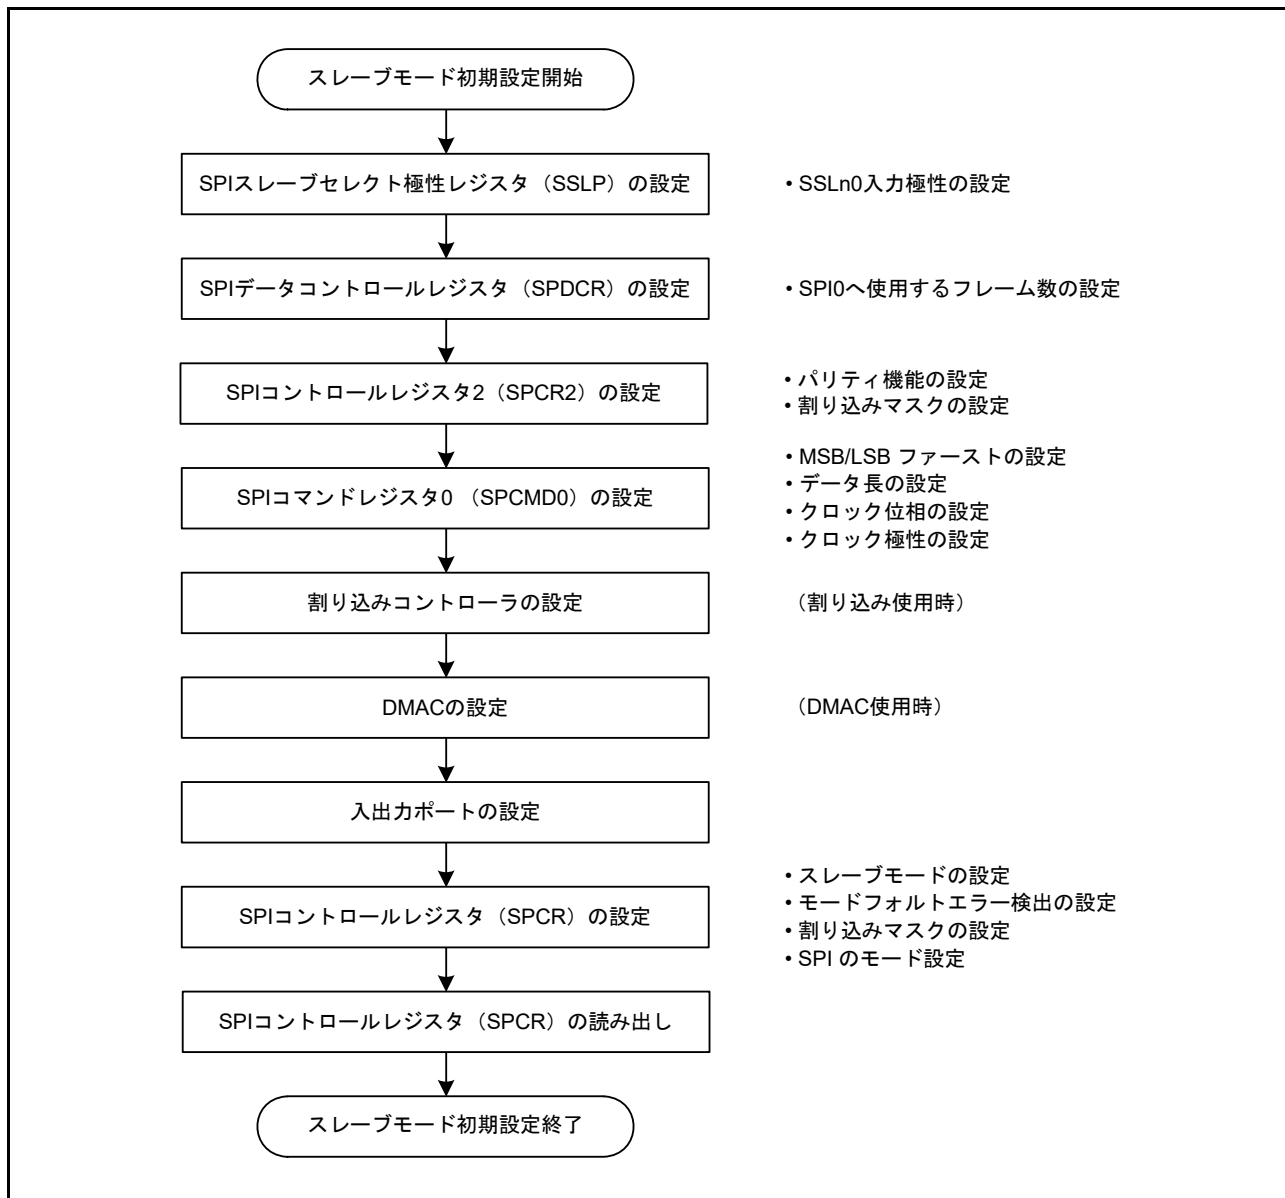 スレーブモード初期設定開始
SPIスレーブセレクト極性レジスタ（SSLP）の設定
• SSLn0入力極性の設定
SPIデータコントロールレジスタ（SPDCR）の設定
• SPI0へ使用するフレーム数の設定
SPIコントロールレジスタ2（SPCR2）の設定
• パリティ機能の設定
• 割り込みマスクの設定
SPIコマンドレジスタ0 （SPCMD0）の設定
• MSB/LSB ファーストの設定
• データ長の設定
• クロック位相の設定
• クロック極性の設定
割り込みコントローラの設定
（割り込み使用時）
DMACの設定
（DMAC使用時）
入出力ポートの設定
SPIコントロールレジスタ（SPCR）の設定
• スレーブモードの設定
• モードフォルトエラー検出の設定
• 割り込みマスクの設定
• SPI のモード設定
SPIコントロールレジスタ（SPCR）の読み出し
スレーブモード初期設定終了